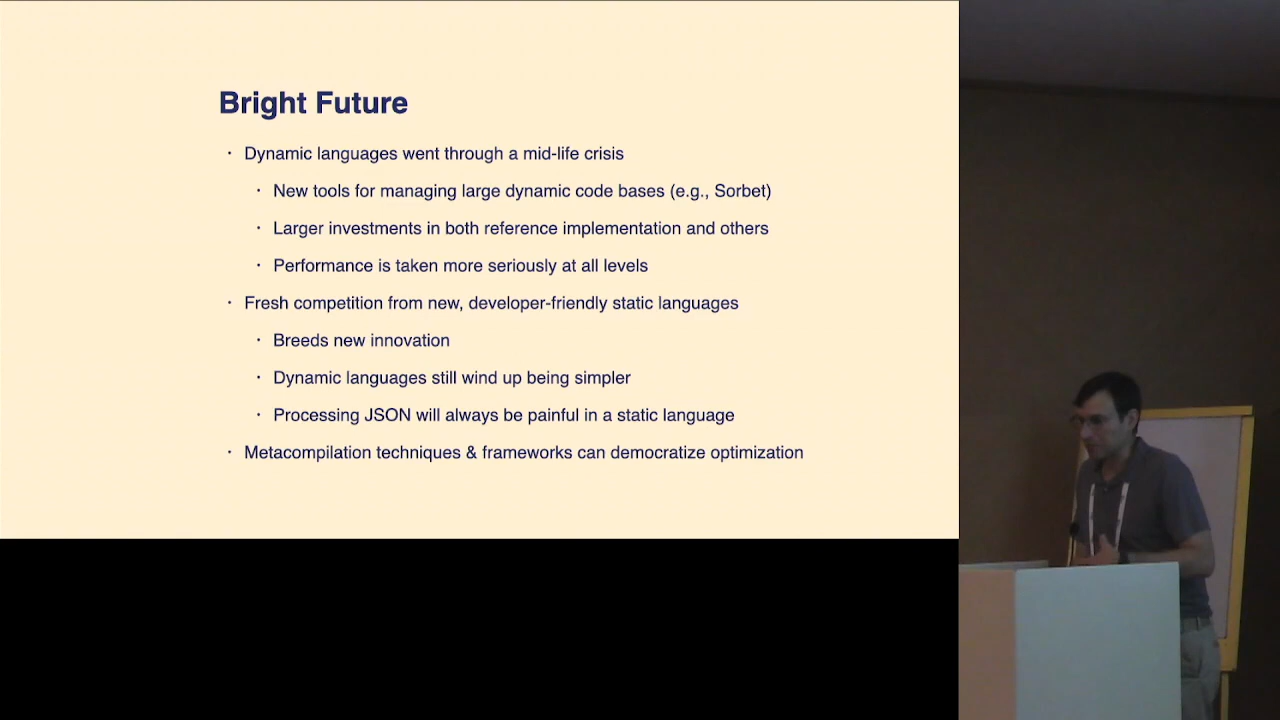 Bright Future
· Dynamic languages went through a mid-life crisis
· New tools for managing large dynamic code bases (e.g., Sorbet)
· Larger investments in both reference implementation and others
· Performance is taken more seriously at all levels
· Fresh competition from new, developer-friendly static languages
· Breeds new innovation
· Dynamic languages still wind up being simpler
· Processing JSON will always be painful in a static language
· Metacompilation techniques & frameworks can democratize optimization